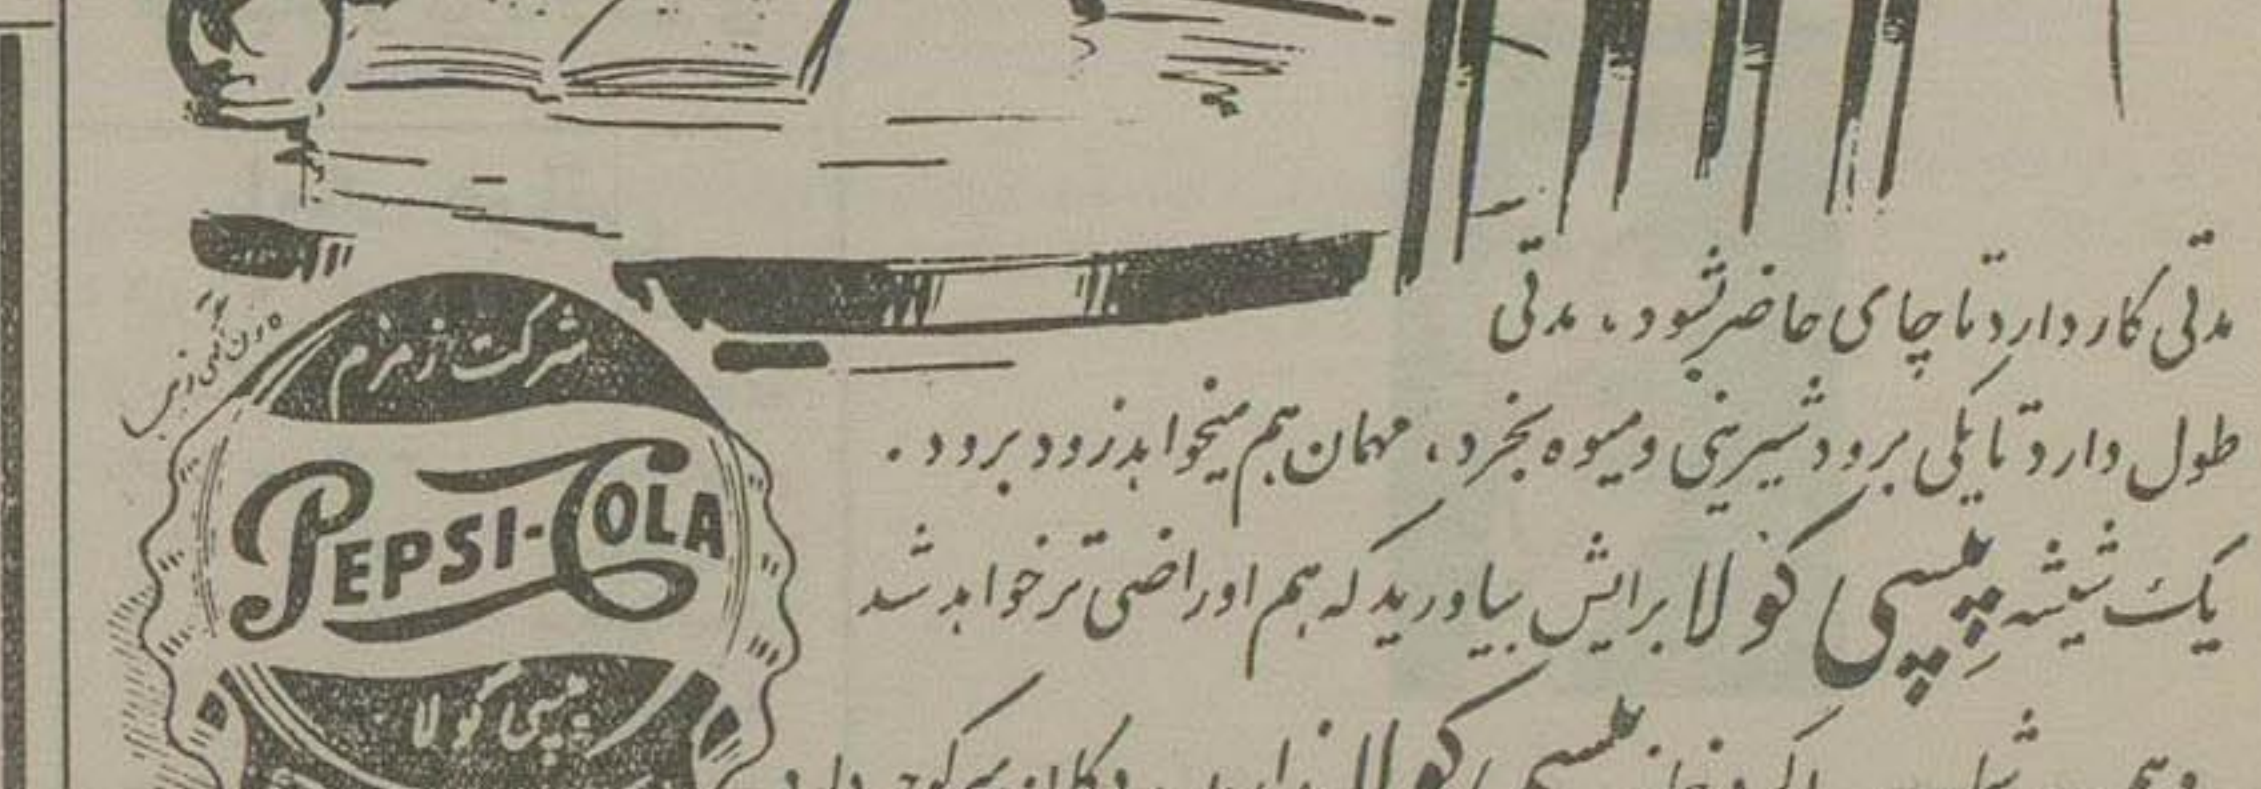 مدتی کار دارد تا چای حاضر شود، مدتی
طول دارد تا یکی برود شیرینی و میوه بخرد، مهمان هم میخواهد زود برود.
یک شیشه پپسی کولا برایش بیاورید که هم او راضی تر خواهد شد
شرکت زمزم
PEPSI-COLA
پپسی کولا
پپسی کولا